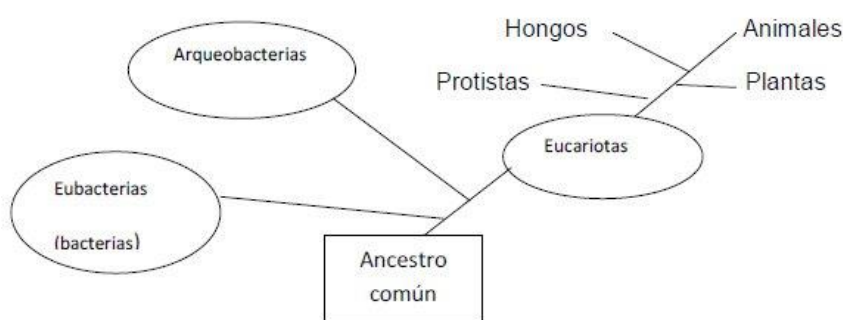 Hongos
Animales
Arqueobacterias
Protistas
Plantas
Eucariotas
Eubacterias
(bacterias)
Ancestro
común